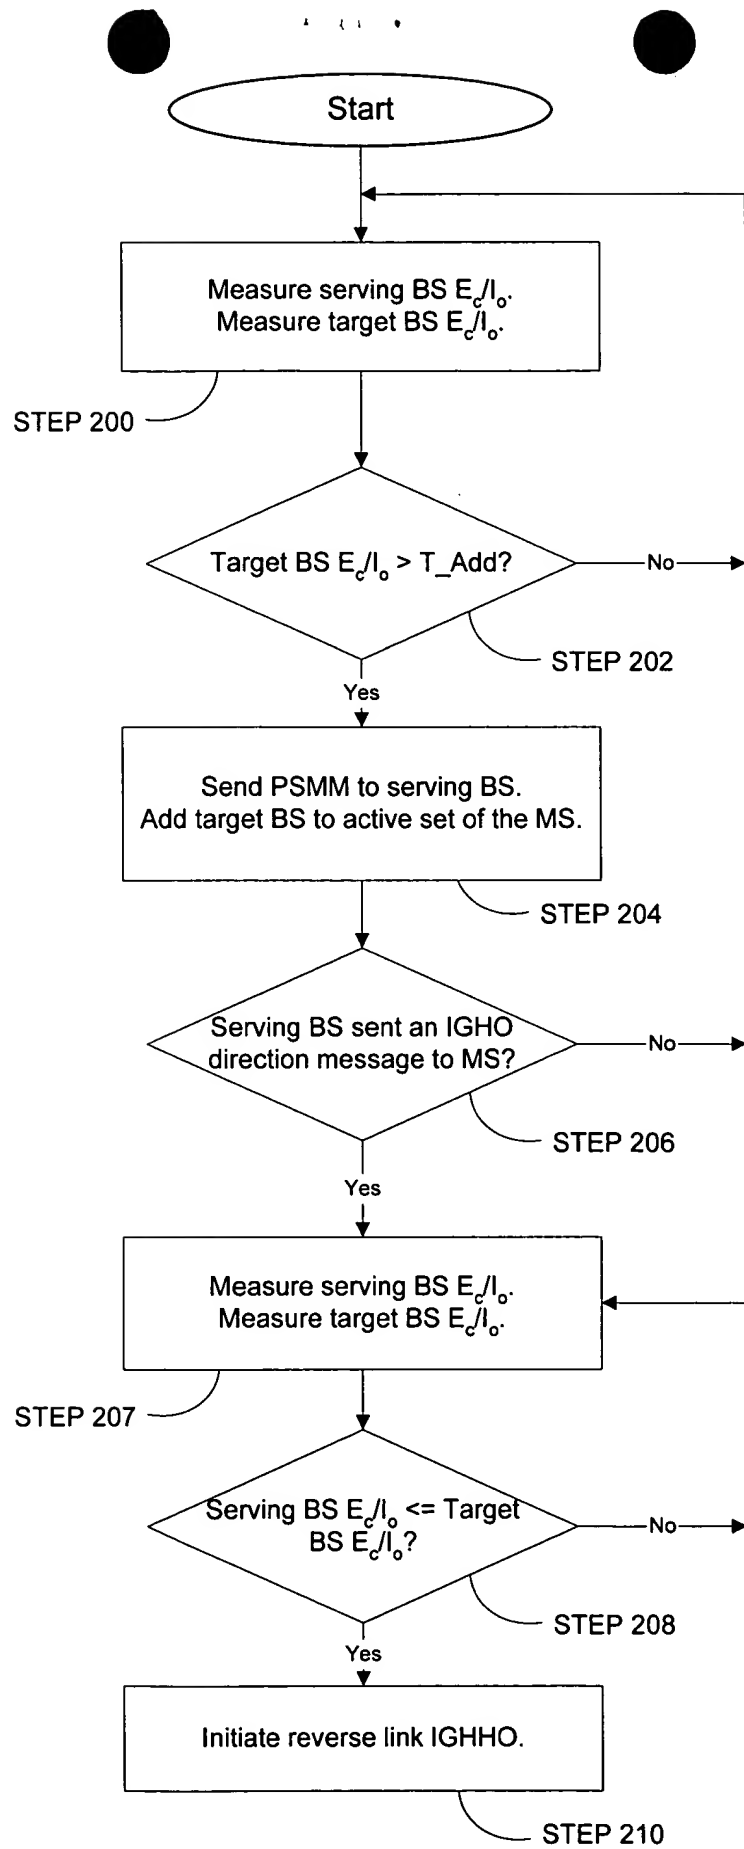 Start
Measure serving BS Ec/Io.
Measure target BS Ec/Io.
STEP 200
Target BS Ec/Io > T_Add?
No
STEP 202
Yes
Send PSMM to serving BS.
Add target BS to active set of the MS.
STEP 204
Serving BS sent an IGHO
direction message to MS?
No
STEP 206
Yes
Measure serving BS Ec/Io.
Measure target BS Ec/Io.
STEP 207
Serving BS Ec/Io <= Target
BS Ec/Io?
No
STEP 208
Yes
Initiate reverse link IGHHO.
STEP 210